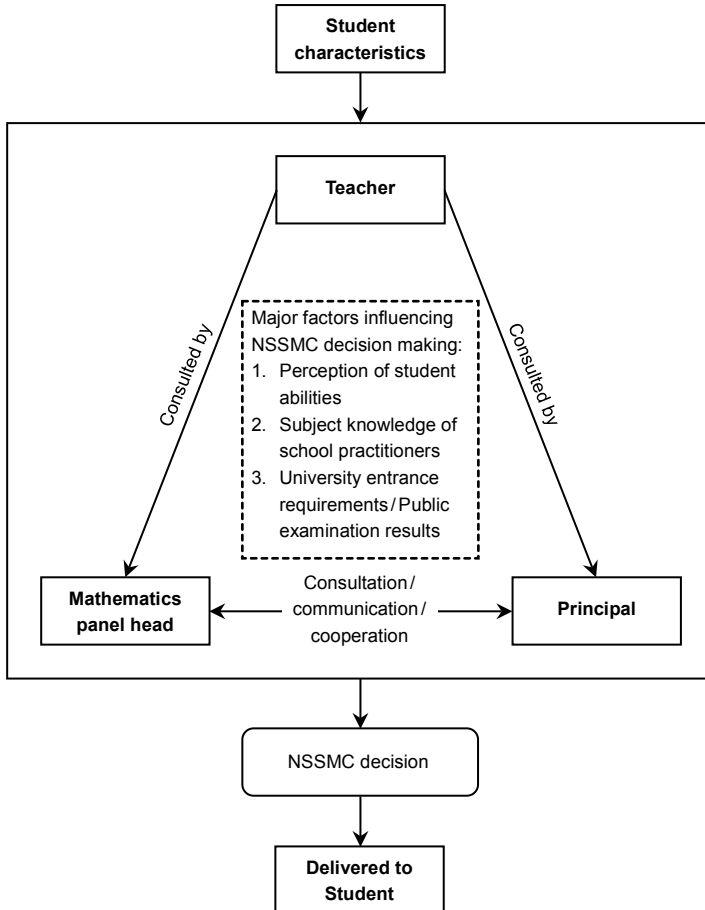 Student
characteristics
Teacher
Consulted by
Consulted by
Major factors influencing
NSSMC decision making:
1. Perception of student
abilities
2. Subject knowledge of
school practitioners
3. University entrance
requirements / Public
examination results
Mathematics
panel head
Consultation /
communication /
cooperation
Principal
NSSMC decision
Delivered to
Student